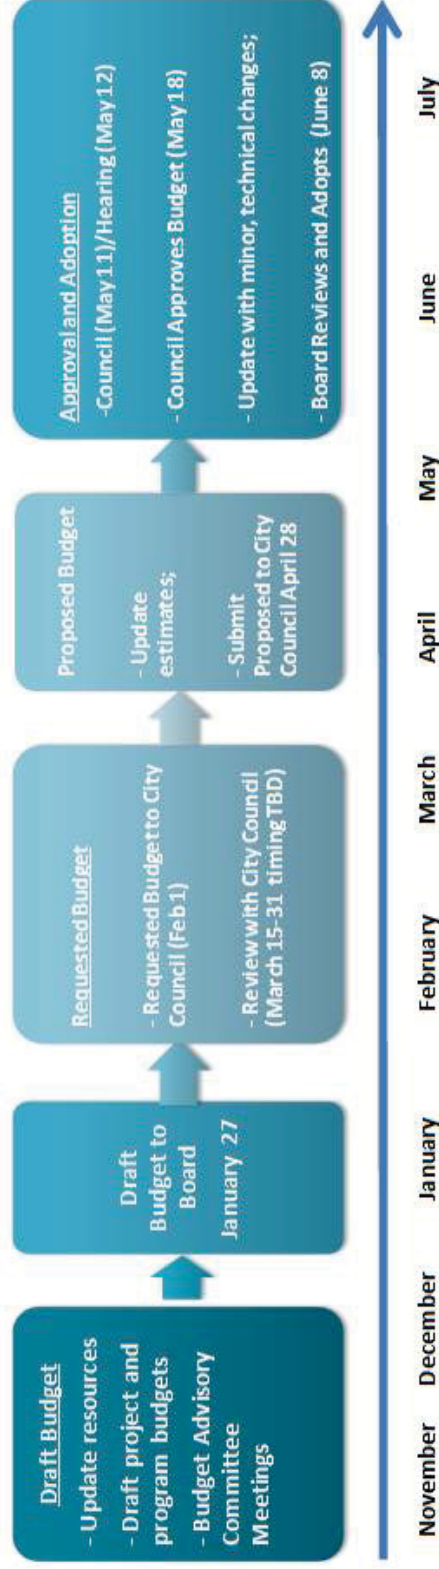 Draft Budget
- Update resources
- Draft project and
program budgets
- Budget Advisory
Committee
Meetings
Draft
Budget to
Board
January 27
Requested Budget
- Requested Budget to City
Council (Feb 1)
- Review with City Council
(March 15-31 timing TBD)
Proposed Budget
- Update
estimates;
- Submit
Proposed to City
Council April 28
Approval and Adoption
-Council (May 11)/Hearing (May 12)
- Council Approves Budget (May 18)
- Update with minor, technical changes;
- Board Reviews and Adopts (June 8)
November December January February March April May June July